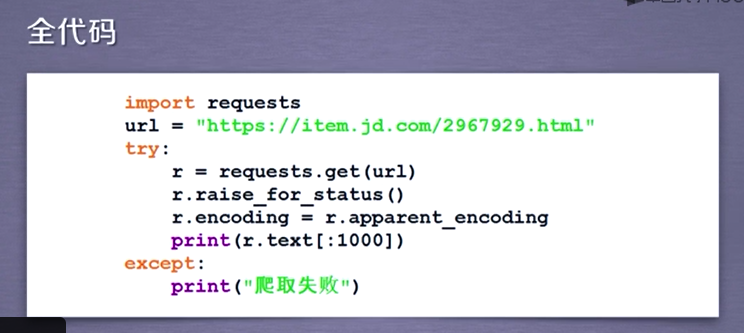 全代码
import requests
url = "https://item.jd.com/2967929.html"
try:
    r = requests.get(url)
    r.raise_for_status()
    r.encoding = r.apparent_encoding
    print(r.text[:1000])
except:
    print("爬取失败")